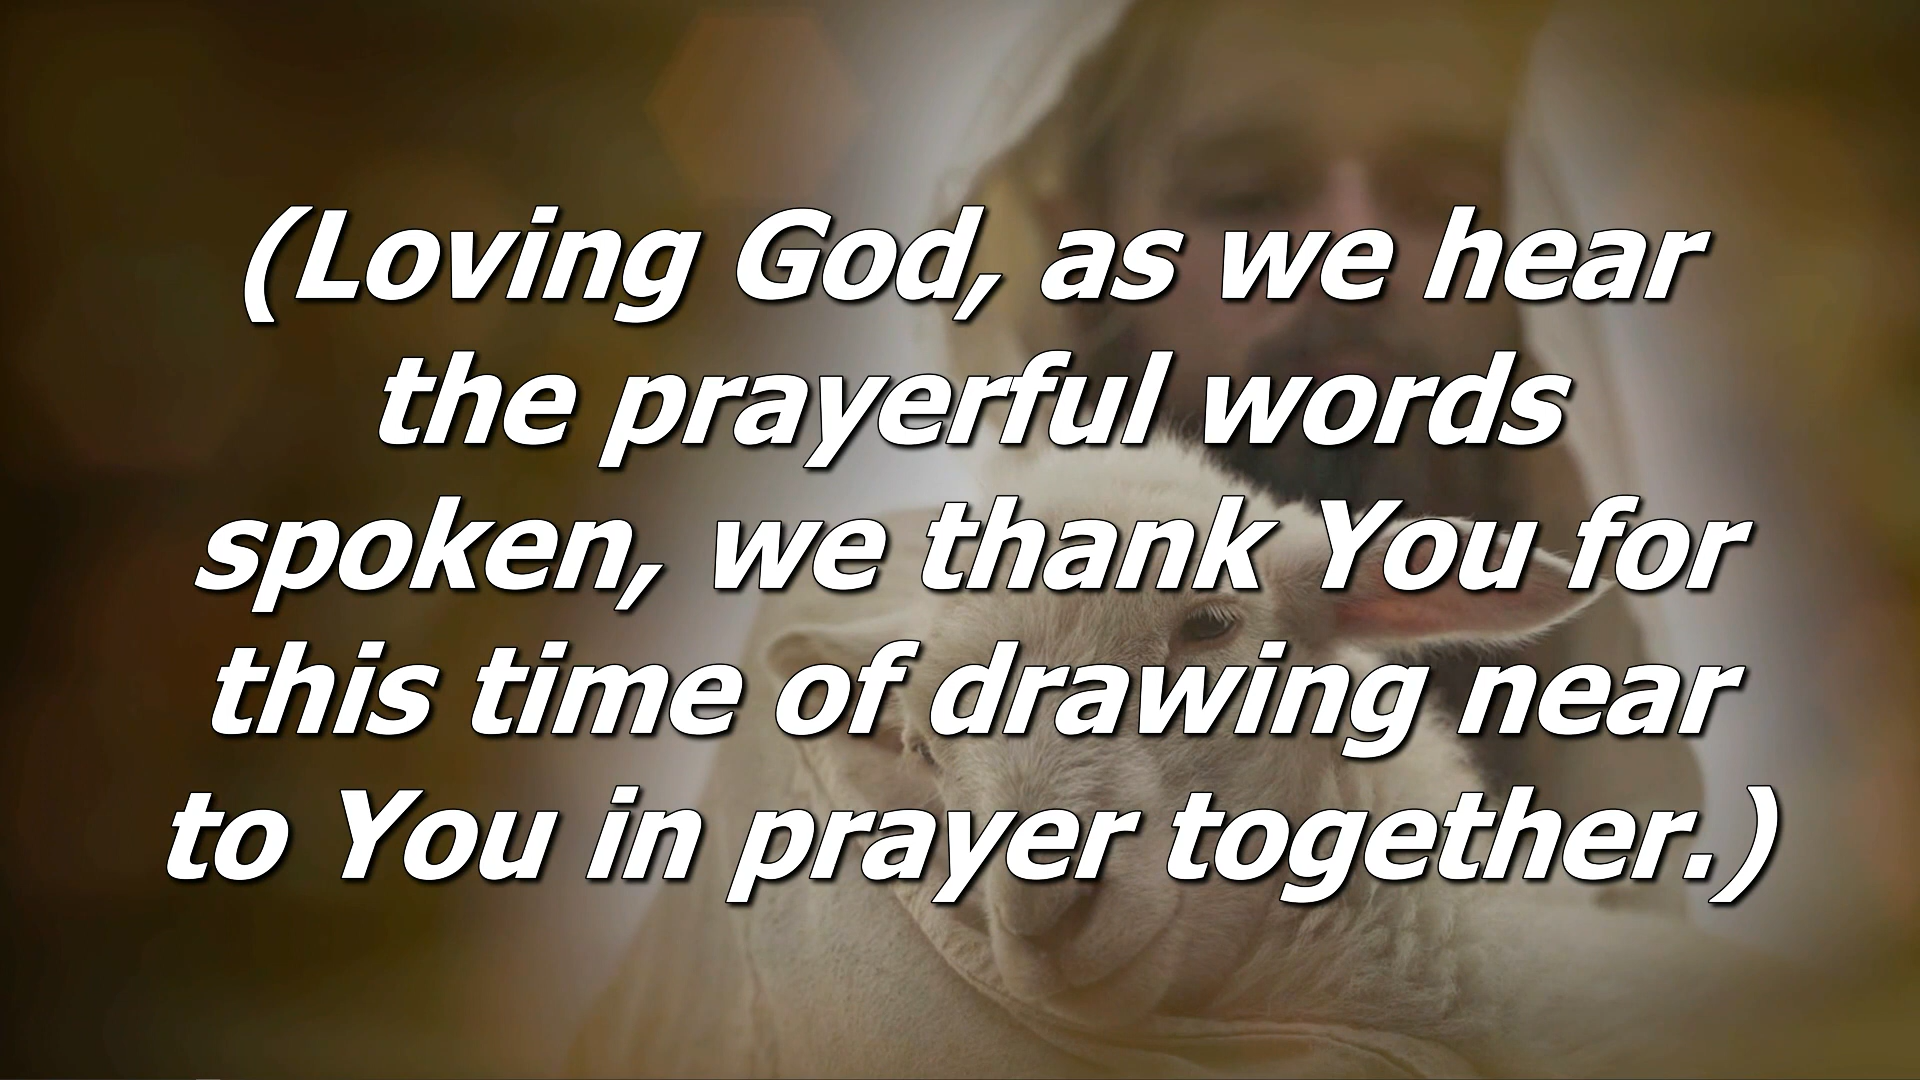 (Loving God, as we hear
the prayerful words
spoken, we thank You for
this time of drawing near
to You in prayer together.)